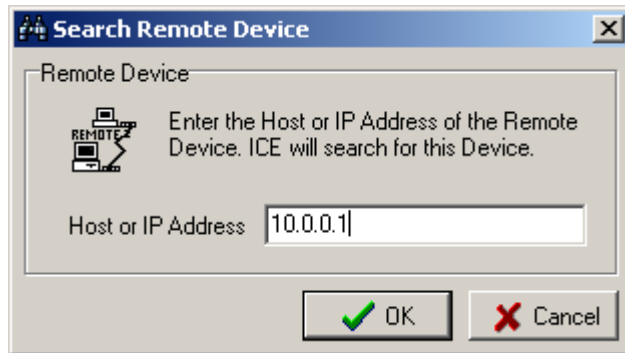 Search Remote Device
Remote Device
REMOTE
Enter the Host or IP Address of the Remote
Device. ICE will search for this Device.
Host or IP Address 10.0.0.1
OK Cancel